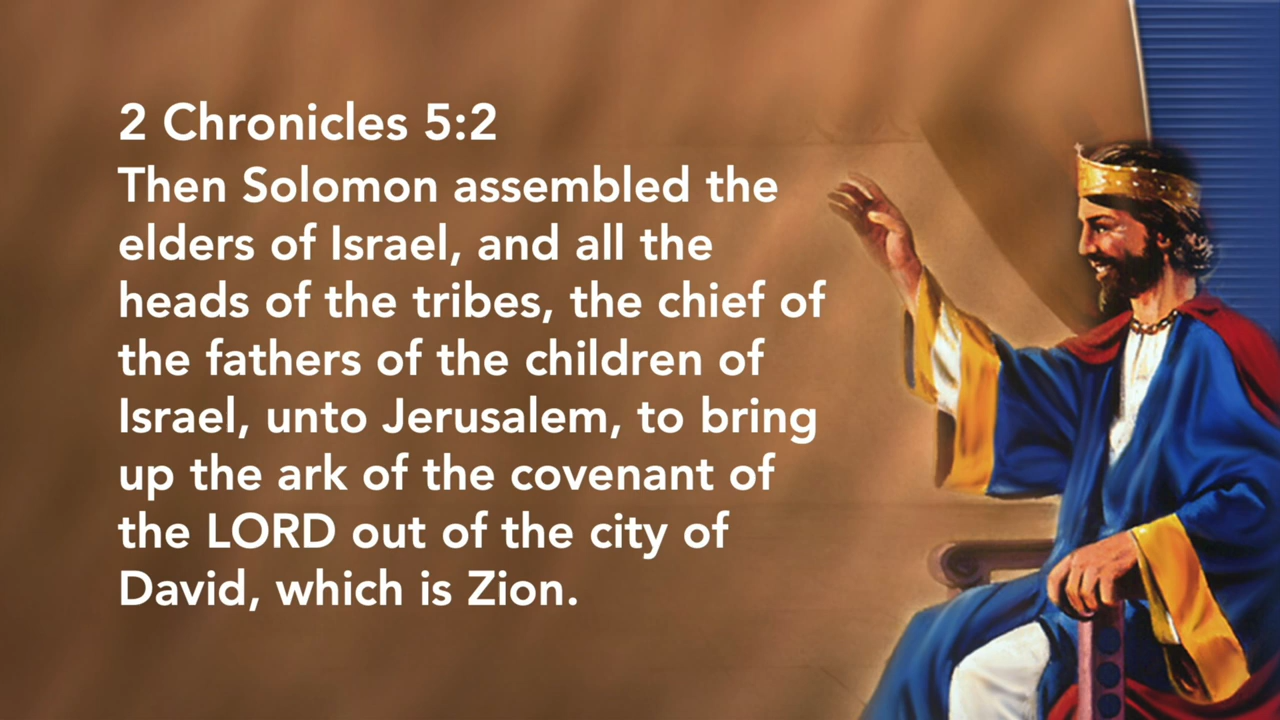 2 Chronicles 5:2
Then Solomon assembled the
elders of Israel, and all the
heads of the tribes, the chief of
the fathers of the children of
Israel, unto Jerusalem, to bring
up the ark of the covenant of
the LORD out of the city of
David, which is Zion.